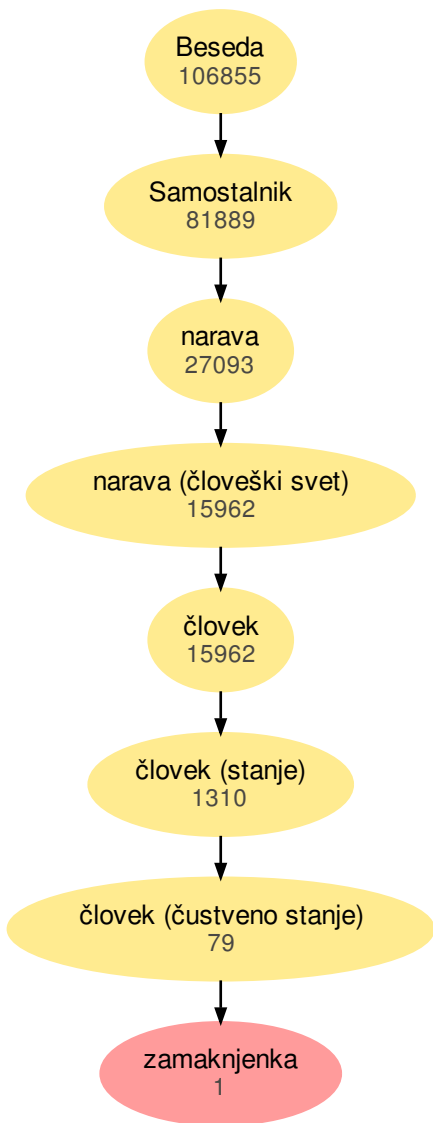 Beseda
106855
Samostalnik
81889
narava
27093
narava (človeški svet)
15962
človek
15962
človek (stanje)
1310
človek (čustveno stanje)
79
zamaknjenka
1